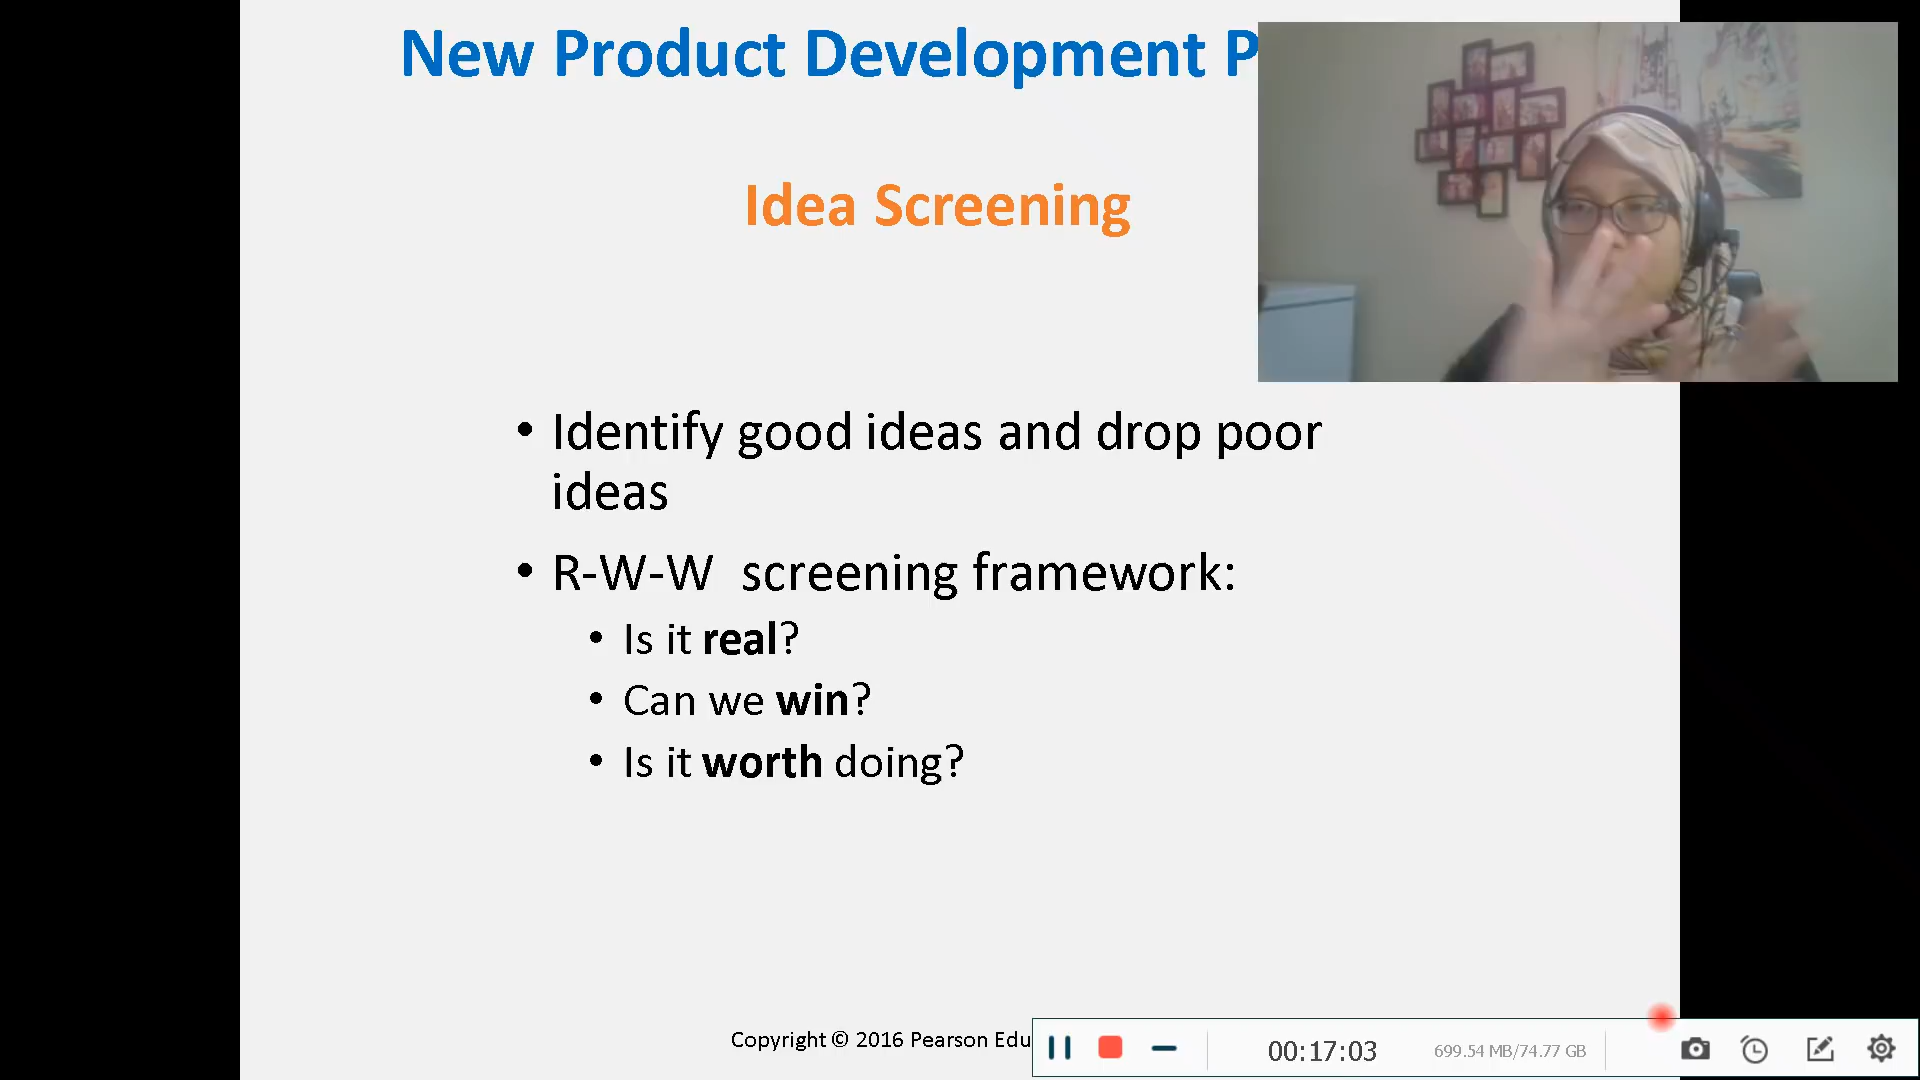 New Product Development P
Idea Screening
• Identify good ideas and drop poor
ideas
• R-W-W screening framework:
• Is it real?
• Can we win?
• Is it worth doing?
Copyright © 2016 Pearson Edu
00:17:03
699.54 MB/74.77 GB